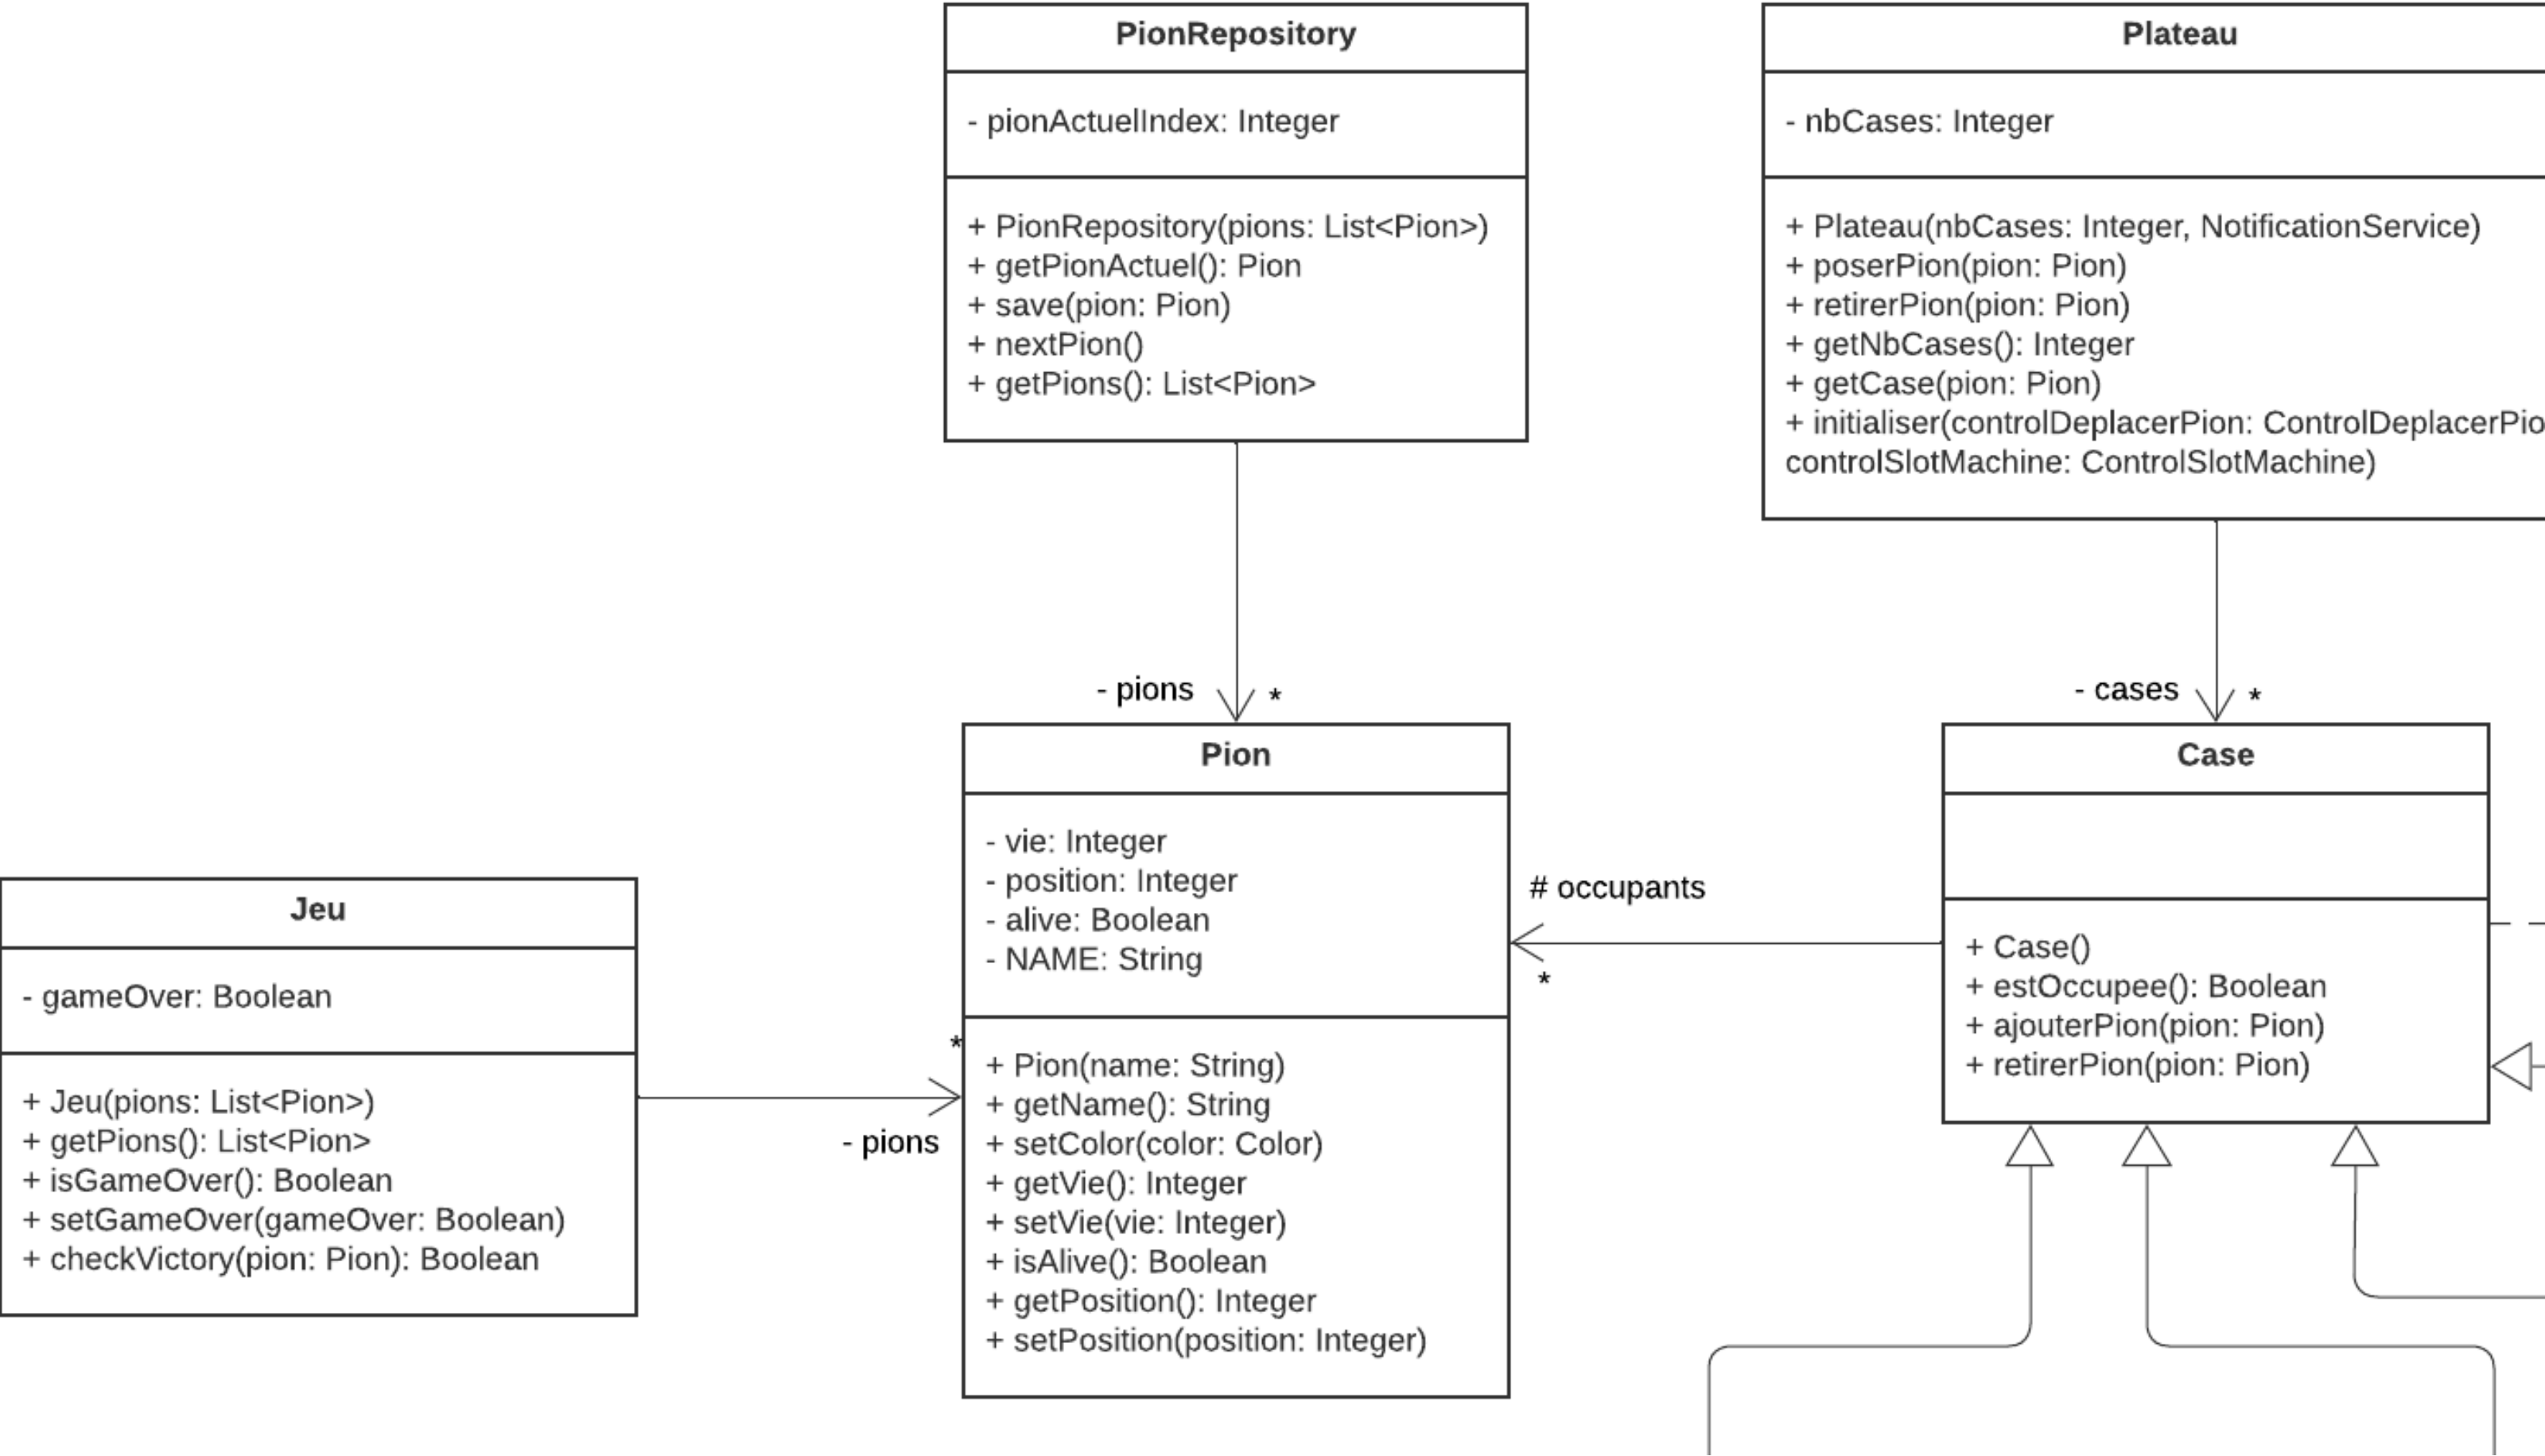 PionRepository
- pionActuelIndex: Integer
+ PionRepository(pions: List<Pion>)
+ getPionActuel(): Pion
+ save(pion: Pion)
+ nextPion()
+ getPions(): List<Pion>
Plateau
- nbCases: Integer
+ Plateau(nbCases: Integer, NotificationService)
+ poserPion(pion: Pion)
+ retirerPion(pion: Pion)
+ getNbCases(): Integer
+ getCase(pion: Pion)
+ initialiser(controlDeplacerPion: ControlDeplacerPio
controlSlotMachine: ControlSlotMachine)
- pions *
- cases *
Jeu
- gameOver: Boolean
+ Jeu(pions: List<Pion>)
+ getPions(): List<Pion>
+ isGameOver(): Boolean
+ setGameOver(gameOver: Boolean)
+ checkVictory(pion: Pion): Boolean
*
- pions
Pion
- vie: Integer
- position: Integer
- alive: Boolean
- NAME: String
+ Pion(name: String)
+ getName(): String
+ setColor(color: Color)
+ getVie(): Integer
+ setVie(vie: Integer)
+ isAlive(): Boolean
+ getPosition(): Integer
+ setPosition(position: Integer)
# occupants
*
Case
+ Case()
+ estOccupee(): Boolean
+ ajouterPion(pion: Pion)
+ retirerPion(pion: Pion)